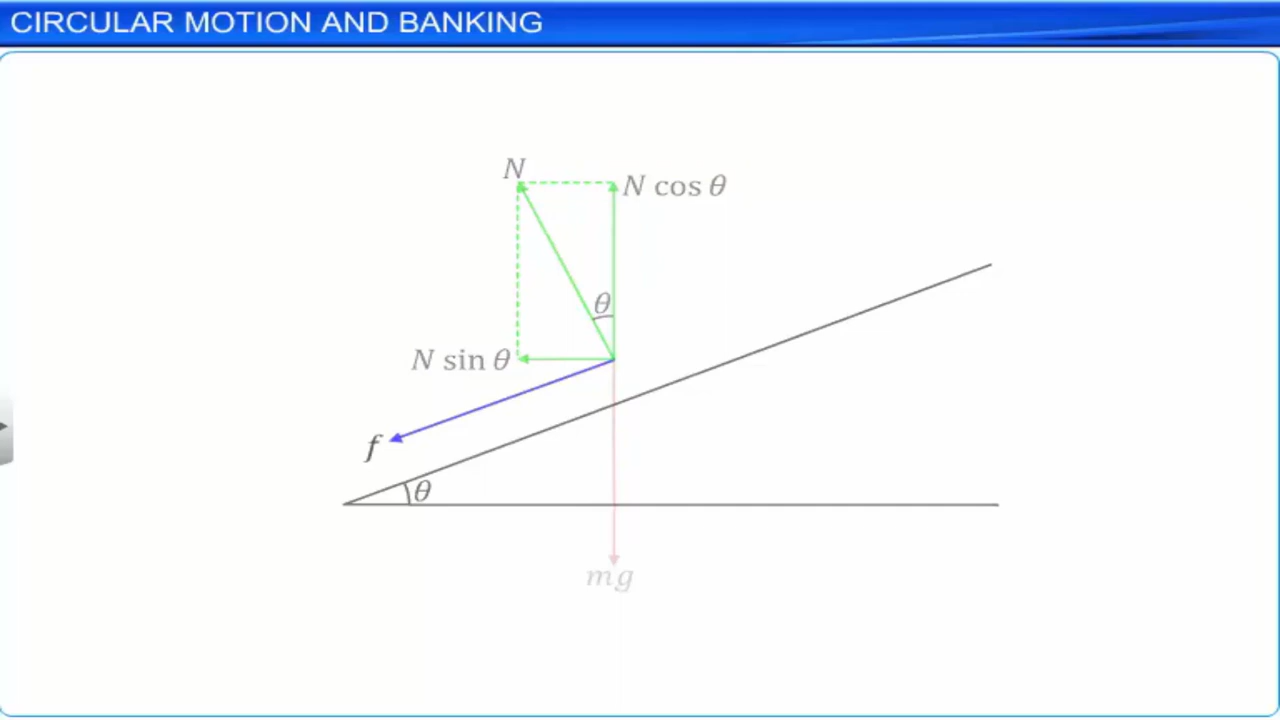 CIRCULAR MOTION AND BANKING
N
N cos θ
θ
N sin θ
f
θ
mg